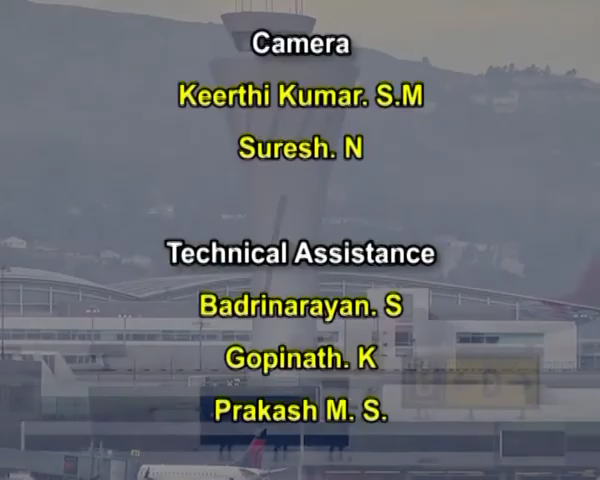 Camera
Keerthi Kumar. S.M
Suresh. N
Technical Assistance
Badrinarayan. S
Gopinath. K
Prakash M. S.